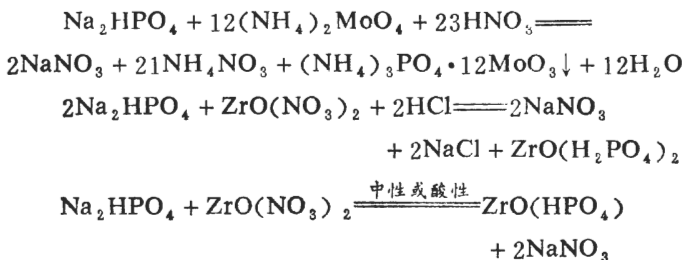 Na₂HPO₄ + 12(NH₄)₂MoO₄ + 23HNO₃ ══
2NaNO₃ + 21NH₄NO₃ + (NH₄)₃PO₄·12MoO₃↓ + 12H₂O
2Na₂HPO₄ + ZrO(NO₃)₂ + 2HCl══2NaNO₃
+ 2NaCl + ZrO(H₂PO₄)₂
中性或酸性
Na₂HPO₄ + ZrO(NO₃)₂ ══ ZrO(HPO₄)
+ 2NaNO₃